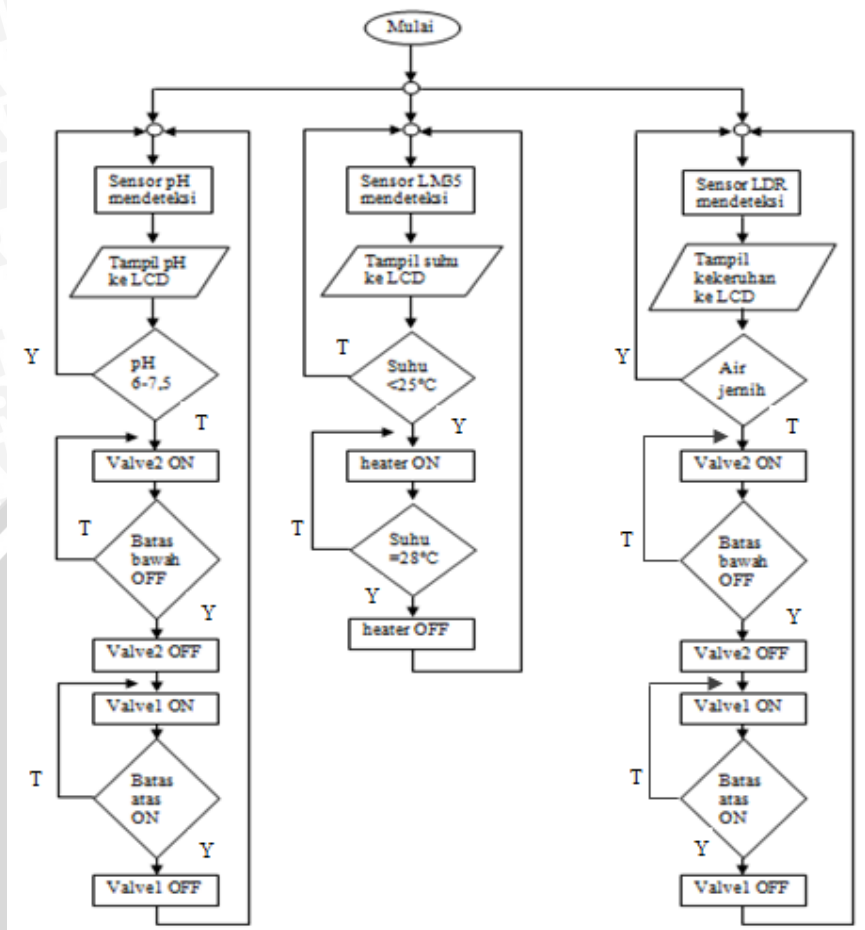 Mulai
Sensor pH
mendeteksi
Tampil pH
ke LCD
Y
pH
6-7,5
T
Valve2 ON
T
Batas
bawah
OFF
Y
Valve2 OFF
Valve1 ON
T
Batas
atas
ON
Y
Valve1 OFF
Sensor LM35
mendeteksi
Tampil suhu
ke LCD
T
Suhu
<25°C
Y
heater ON
T
Suhu
=28°C
Y
heater OFF
Sensor LDR
mendeteksi
Tampil
kekeruhan
ke LCD
Y
Air
jernih
T
Valve2 ON
T
Batas
bawah
OFF
Y
Valve2 OFF
Valve1 ON
T
Batas
atas
ON
Y
Valve1 OFF